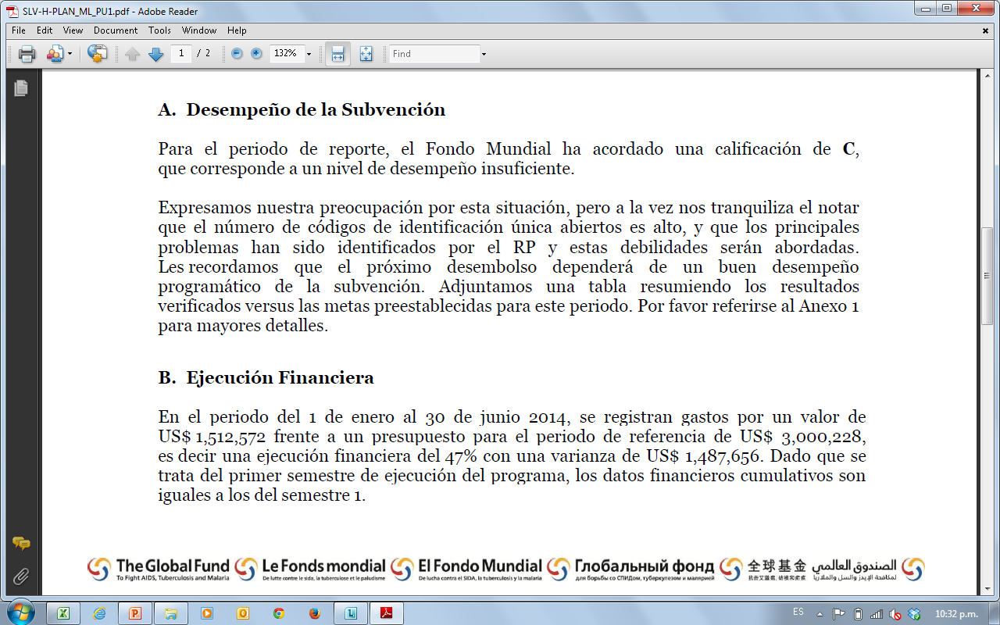 SLV-H-PLAN_ML_PU1.pdf - Adobe Reader
File Edit View Document Tools Window Help
1 / 2 132% Find
A. Desempeño de la Subvención
Para el periodo de reporte, el Fondo Mundial ha acordado una calificación de C,
que corresponde a un nivel de desempeño insuficiente.
Expresamos nuestra preocupación por esta situación, pero a la vez nos tranquiliza el notar
que el número de códigos de identificación única abiertos es alto, y que los principales
problemas han sido identificados por el RP y estas debilidades serán abordadas.
Les recordamos que el próximo desembolso dependerá de un buen desempeño
programático de la subvención. Adjuntamos una tabla resumiendo los resultados
verificados versus las metas preestablecidas para este periodo. Por favor referirse al Anexo 1
para mayores detalles.
B. Ejecución Financiera
En el periodo del 1 de enero al 30 de junio 2014, se registran gastos por un valor de
US$ 1,512,572 frente a un presupuesto para el periodo de referencia de US$ 3,000,228,
es decir una ejecución financiera del 47% con una varianza de US$ 1,487,656. Dado que se
trata del primer semestre de ejecución del programa, los datos financieros cumulativos son
iguales a los del semestre 1.
The Global Fund Le Fonds mondial El Fondo Mundial Глобальный фонд 全球基金 الصندوق العالمي
To Fight AIDS, Tuberculosis and Malaria De lutte contre le sida, la tuberculose et le paludisme De lucha contra el SIDA, la tuberculosis y la malaria для борьбы со СПИДом, туберкулезом и малярией 抗击艾滋病, 结核和疟疾 لمكافحة الإيدز والسل والملاريا
ES 10:32 p.m.